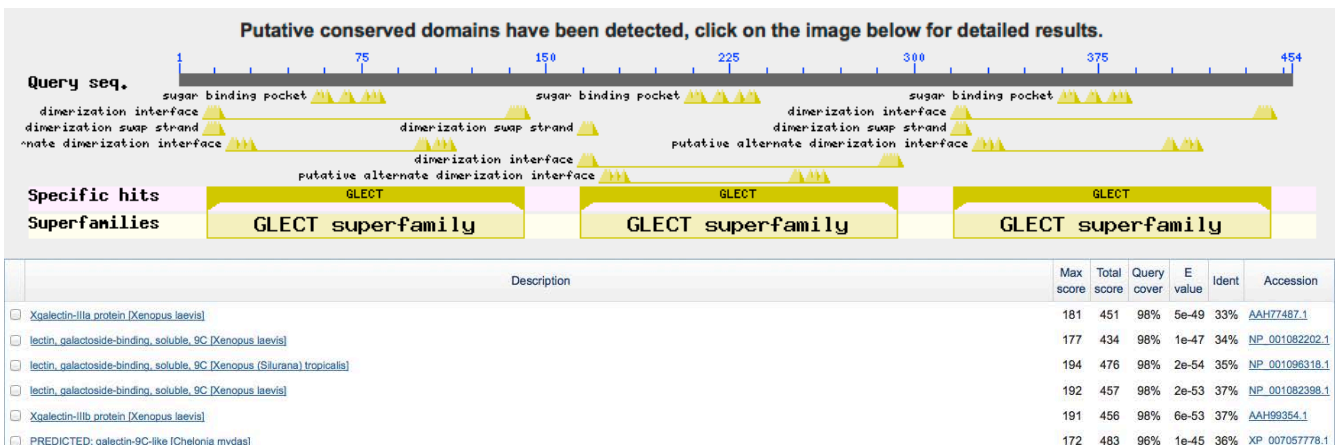 Putative conserved domains have been detected, click on the image below for detailed results.
1 75 150 225 300 375 454
Query seq.
sugar binding pocket sugar binding pocket sugar binding pocket
dimerization interface dimerization interface
dimerization swap strand dimerization swap strand dimerization swap strand
~nate dimerization interface putative alternate dimerization interface
dimerization interface
putative alternate dimerization interface
Specific hits GLECT GLECT GLECT
Superfamilies GLECT superfamily GLECT superfamily GLECT superfamily
Description Max score Total score Query cover E value Ident Accession
Xgalectin-IIIa protein [Xenopus laevis] 181 451 98% 5e-49 33% AAH77487.1
lectin, galactoside-binding, soluble, 9C [Xenopus laevis] 177 434 98% 1e-47 34% NP_001082202.1
lectin, galactoside-binding, soluble, 9C [Xenopus (Silurana) tropicalis] 194 476 98% 2e-54 35% NP_001096318.1
lectin, galactoside-binding, soluble, 9C [Xenopus laevis] 192 457 98% 2e-53 37% NP_001082398.1
Xgalectin-IIIb protein [Xenopus laevis] 191 456 98% 6e-53 37% AAH99354.1
PREDICTED: galectin-9C-like [Chelonia mydas] 172 483 96% 1e-45 36% XP_007057778.1